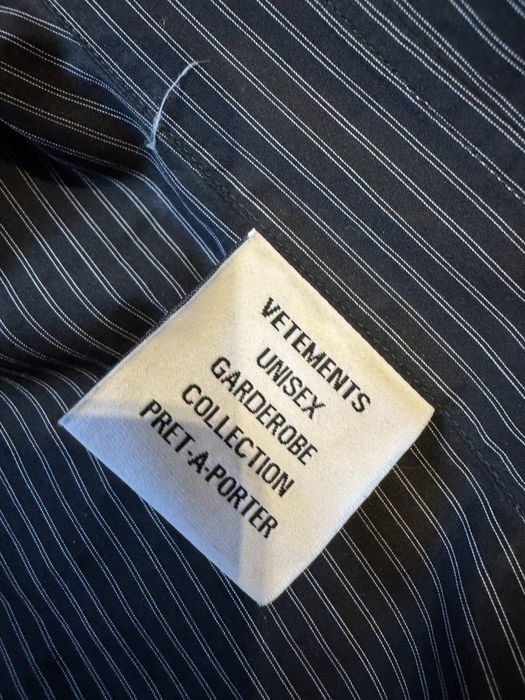 VETEMENTS
UNISEX
GARDEROBE
COLLECTION
PRET-A-PORTER